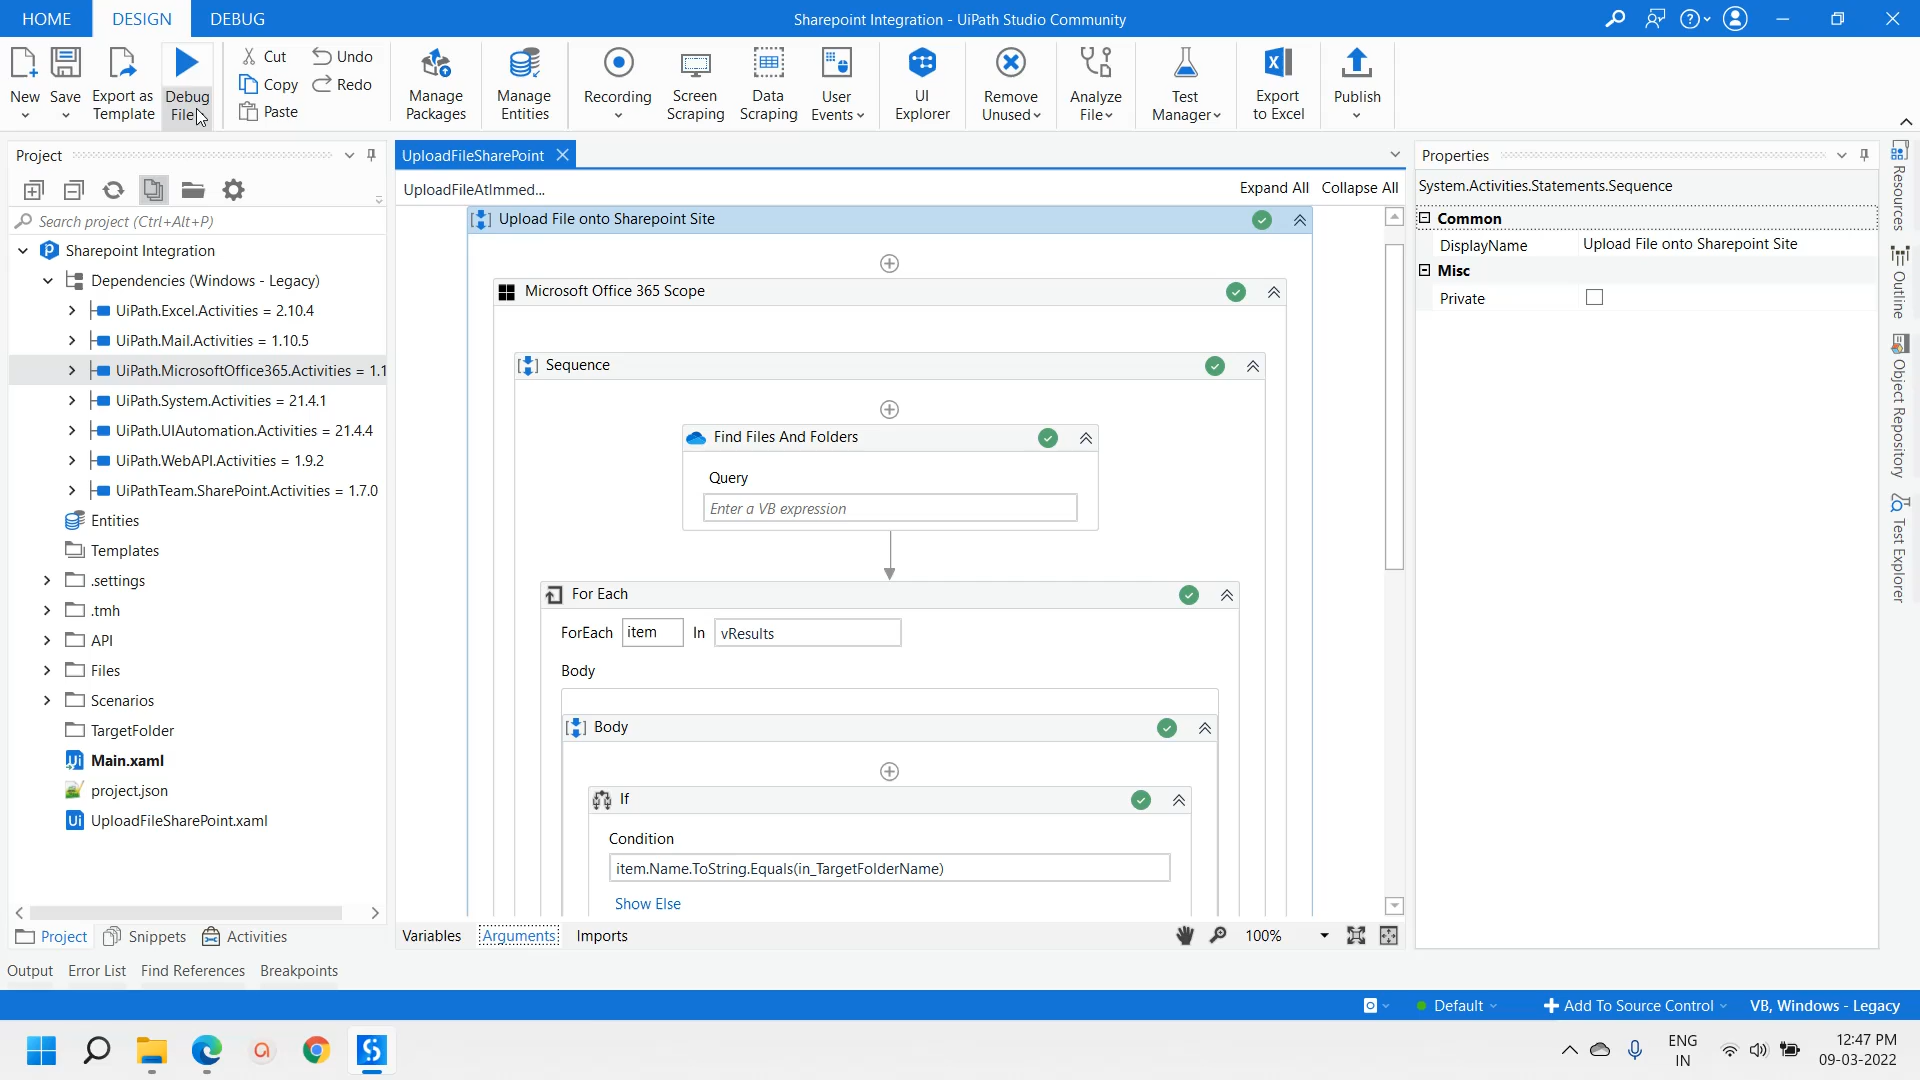 HOME DESIGN DEBUG Sharepoint Integration - UiPath Studio Community
New Save Export as Template Debug File Cut Copy Paste Undo Redo Manage Packages Manage Entities Recording Screen Scraping Data Scraping User Events UI Explorer Remove Unused Analyze File Test Manager Export to Excel Publish
Project
Search project (Ctrl+Alt+P)
Sharepoint Integration
Dependencies (Windows - Legacy)
UiPath.Excel.Activities = 2.10.4
UiPath.Mail.Activities = 1.10.5
UiPath.MicrosoftOffice365.Activities = 1.1
UiPath.System.Activities = 21.4.1
UiPath.UIAutomation.Activities = 21.4.4
UiPath.WebAPI.Activities = 1.9.2
UiPathTeam.SharePoint.Activities = 1.7.0
Entities
Templates
.settings
.tmh
API
Files
Scenarios
TargetFolder
Main.xaml
project.json
UploadFileSharePoint.xaml
Project Snippets Activities
UploadFileSharePoint
UploadFileAtImmed... Expand All Collapse All
Upload File onto Sharepoint Site
Microsoft Office 365 Scope
Sequence
Find Files And Folders
Query
Enter a VB expression
For Each
ForEach item In vResults
Body
Body
If
Condition
item.Name.ToString.Equals(in_TargetFolderName)
Show Else
Variables Arguments Imports 100%
Properties
System.Activities.Statements.Sequence
Common
DisplayName Upload File onto Sharepoint Site
Misc
Private
Resources
Outline
Object Repository
Test Explorer
Output Error List Find References Breakpoints
Default Add To Source Control VB, Windows - Legacy
ENG
IN
12:47 PM
09-03-2022